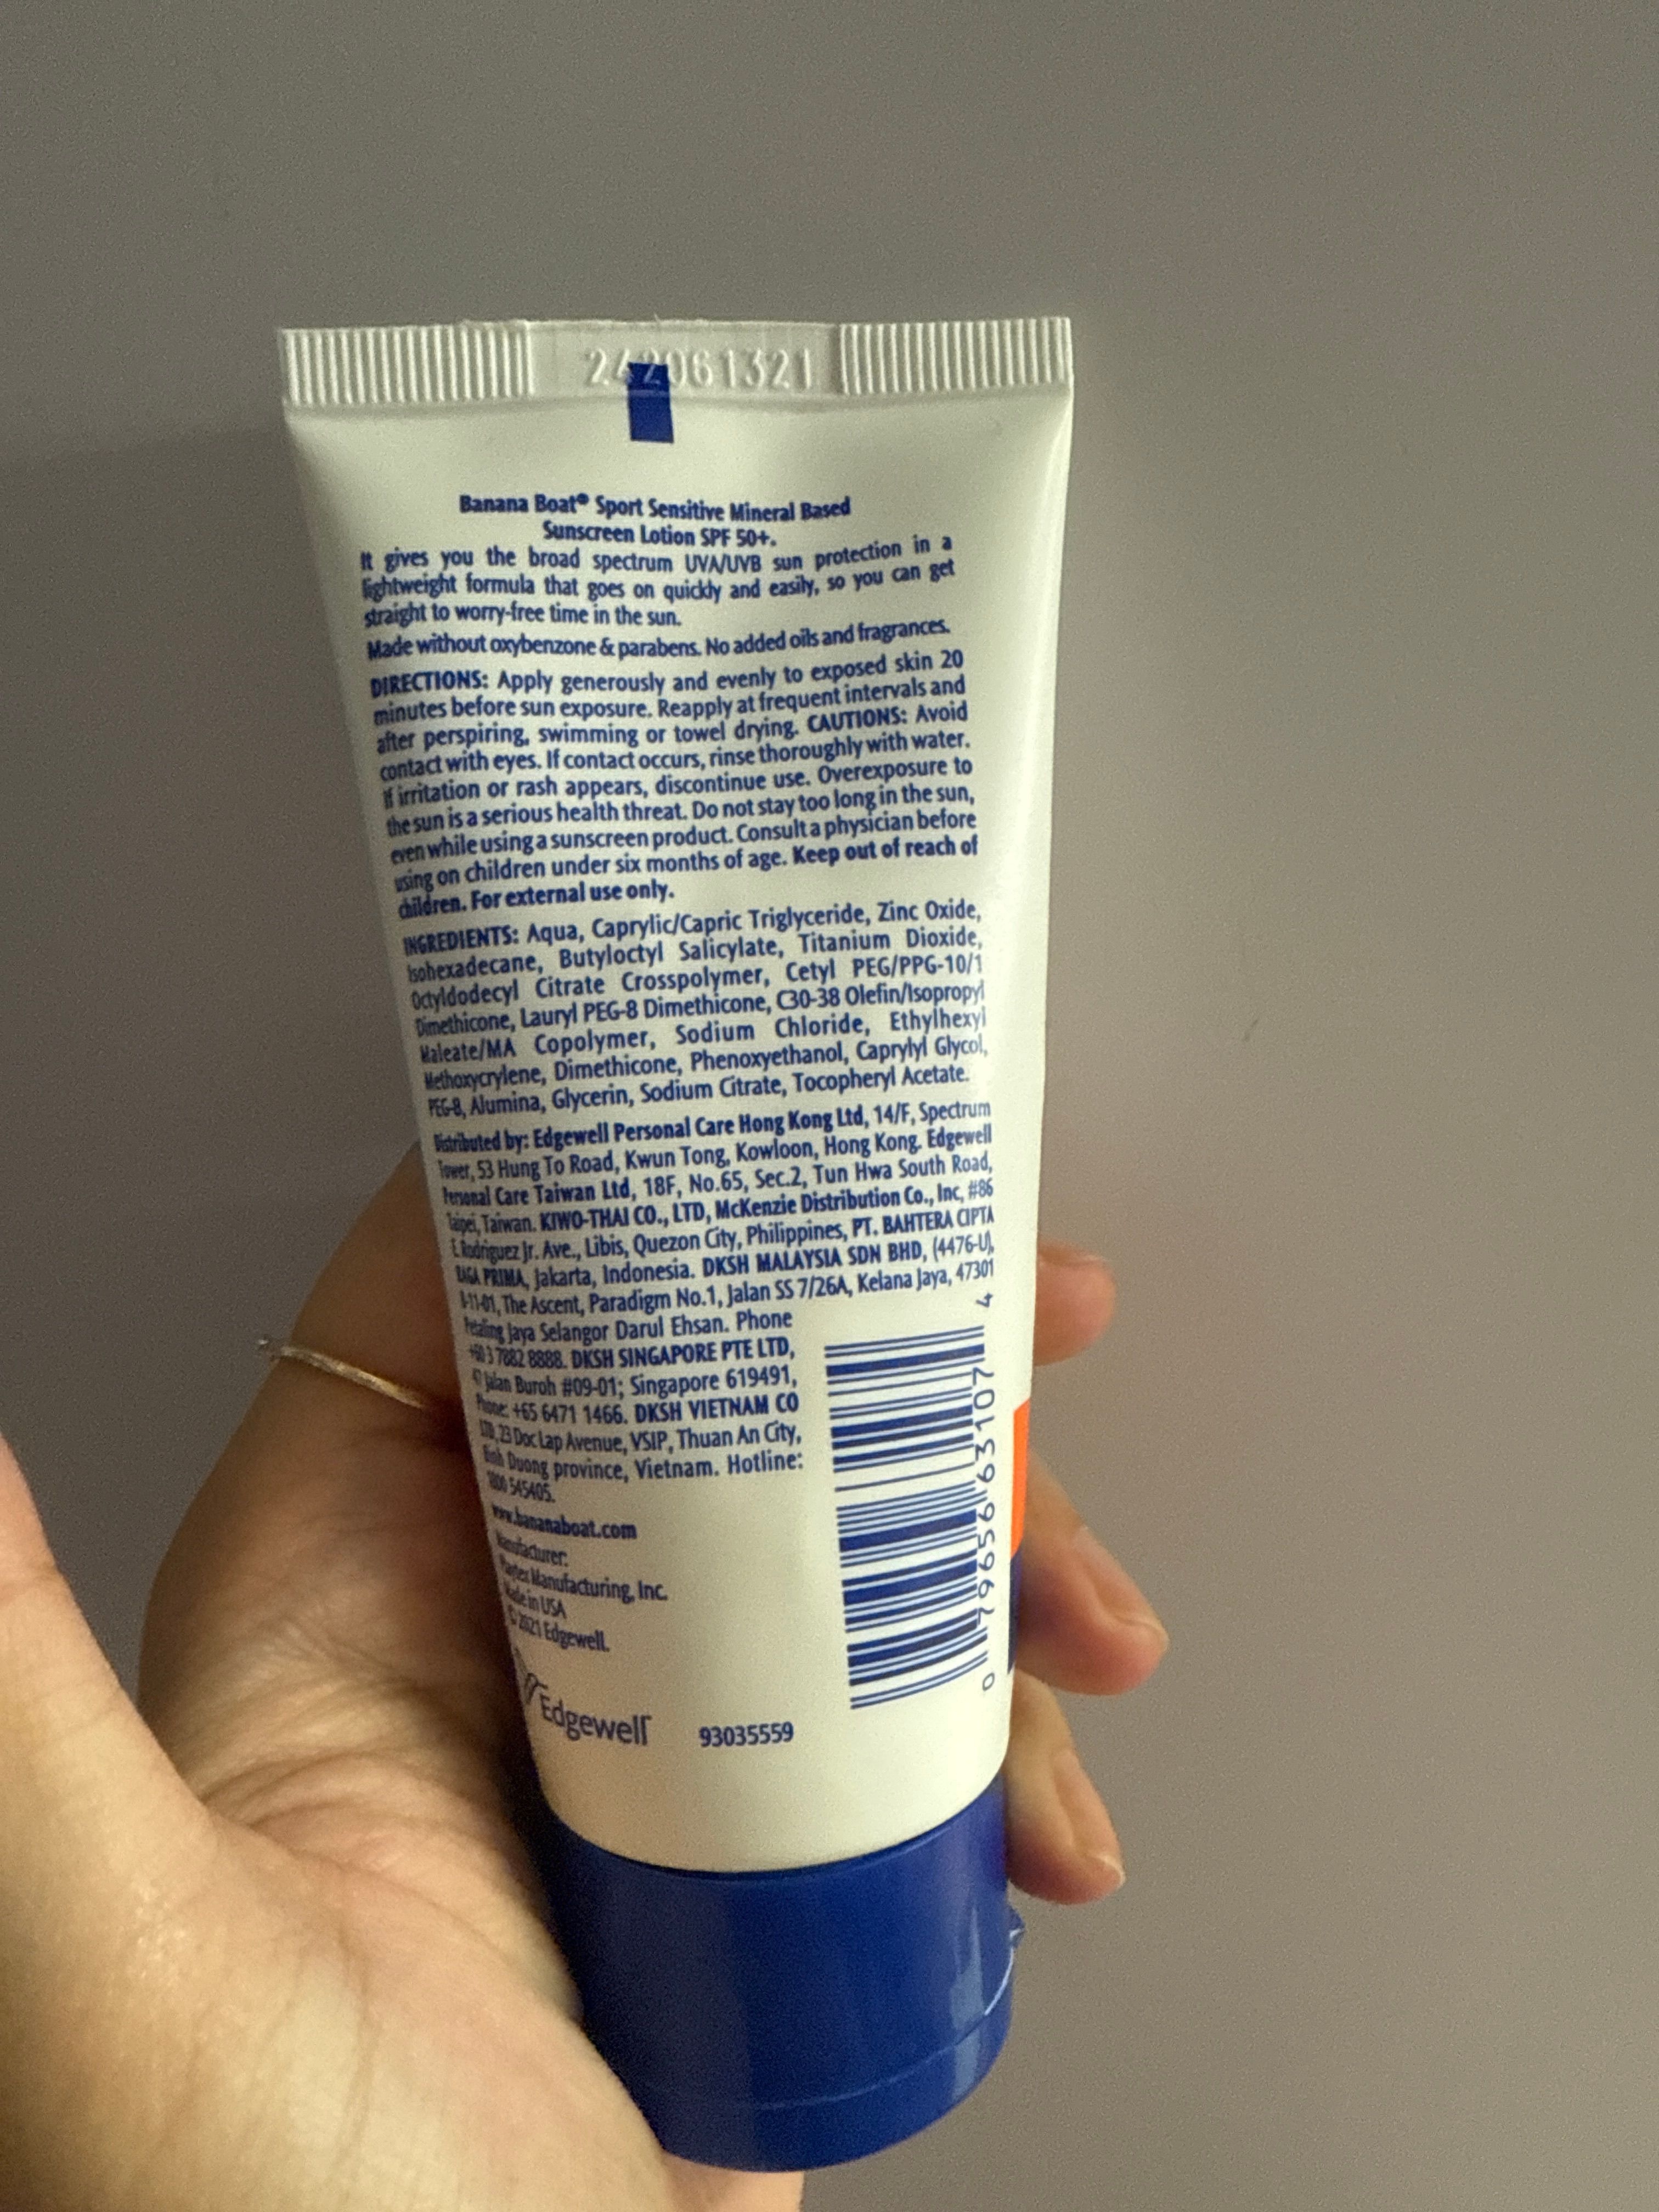 242061321
Banana Boat® Sport Sensitive Mineral Based
Sunscreen Lotion SPF 50+.
It gives you the broad spectrum UVA/UVB sun protection in a
lightweight formula that goes on quickly and easily, so you can get
straight to worry-free time in the sun.
Made without oxybenzone & parabens. No added oils and fragrances.
DIRECTIONS: Apply generously and evenly to exposed skin 20
minutes before sun exposure. Reapply at frequent intervals and
after perspiring, swimming or towel drying. CAUTIONS: Avoid
contact with eyes. If contact occurs, rinse thoroughly with water.
If irritation or rash appears, discontinue use. Overexposure to
the sun is a serious health threat. Do not stay too long in the sun,
even while using a sunscreen product. Consult a physician before
using on children under six months of age. Keep out of reach of
children. For external use only.
INGREDIENTS: Aqua, Caprylic/Capric Triglyceride, Zinc Oxide,
Isohexadecane, Butyloctyl Salicylate, Titanium Dioxide,
Octyldodecyl Citrate Crosspolymer, Cetyl PEG/PPG-10/1
Dimethicone, Lauryl PEG-8 Dimethicone, C30-38 Olefin/Isopropyl
Maleate/MA Copolymer, Sodium Chloride, Ethylhexyl
Methoxycrylene, Dimethicone, Phenoxyethanol, Caprylyl Glycol,
PEG-8, Alumina, Glycerin, Sodium Citrate, Tocopheryl Acetate.
Distributed by: Edgewell Personal Care Hong Kong Ltd, 14/F, Spectrum
Tower, 53 Hung To Road, Kwun Tong, Kowloon, Hong Kong. Edgewell
Personal Care Taiwan Ltd, 18F, No.65, Sec.2, Tun Hwa South Road,
Taipei, Taiwan. KIWO-THAI CO., LTD, McKenzie Distribution Co., Inc, #86
E. Rodriguez Jr. Ave., Libis, Quezon City, Philippines, PT. BAHTERA CIPTA
RAGA PRIMA, Jakarta, Indonesia. DKSH MALAYSIA SDN BHD, (4476-U),
B-11-01, The Ascent, Paradigm No.1, Jalan SS 7/26A, Kelana Jaya, 47301
Petaling Jaya Selangor Darul Ehsan. Phone
+60 3 7882 8888. DKSH SINGAPORE PTE LTD,
47 Jalan Buroh #09-01; Singapore 619491,
Phone: +65 6471 1466. DKSH VIETNAM CO
LTD, 23 Doc Lap Avenue, VSIP, Thuan An City,
Binh Duong province, Vietnam. Hotline:
1800 545405.
www.bananaboat.com
Manufacturer:
Playtex Manufacturing, Inc.
Made in USA
© 2021 Edgewell.
Edgewell
93035559
0 79656 63107 4